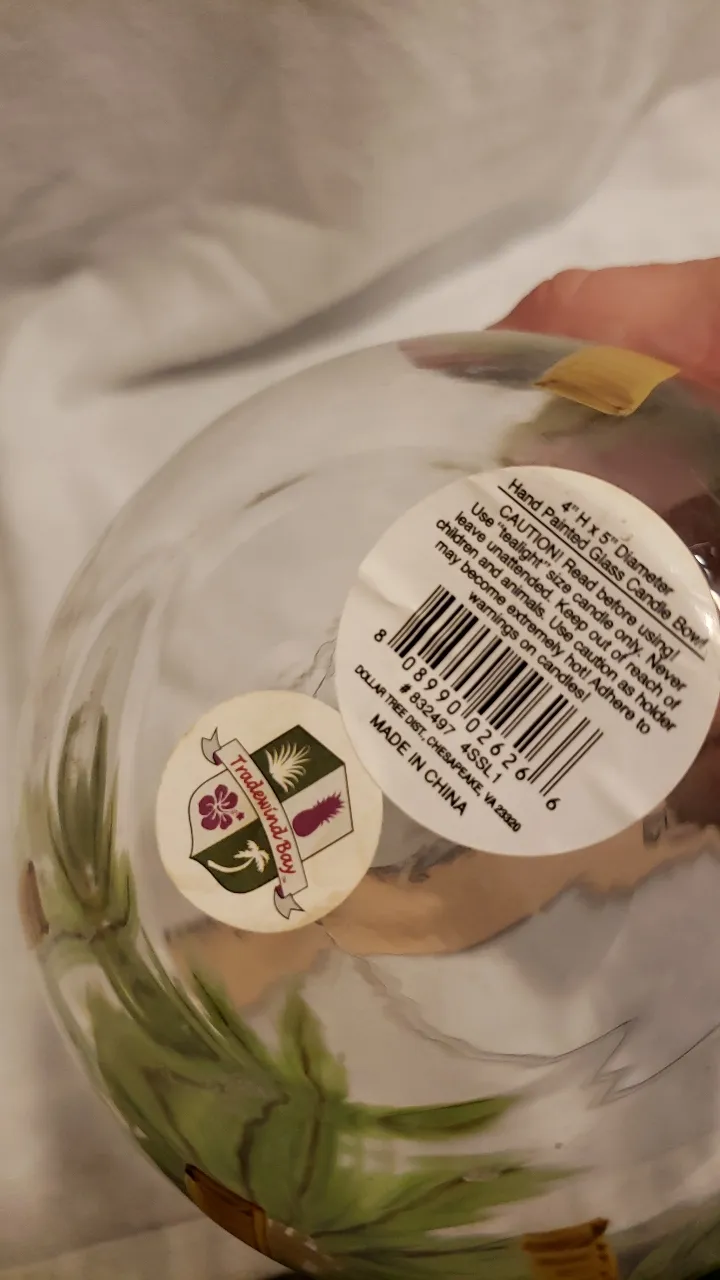 4" H x 5" Diameter
Hand Painted Glass Candle Bowl
CAUTION! Read before using!
Use "tealight" size candle only. Never
leave unattended. Keep out of reach of
children and animals. Use caution as holder
may become extremely hot! Adhere to
warnings on candles!
8 08990 02626 6
# 832497 4SSL1
DOLLAR TREE DIST., CHESAPEAKE, VA 23320
MADE IN CHINA
Tradewind Bay™